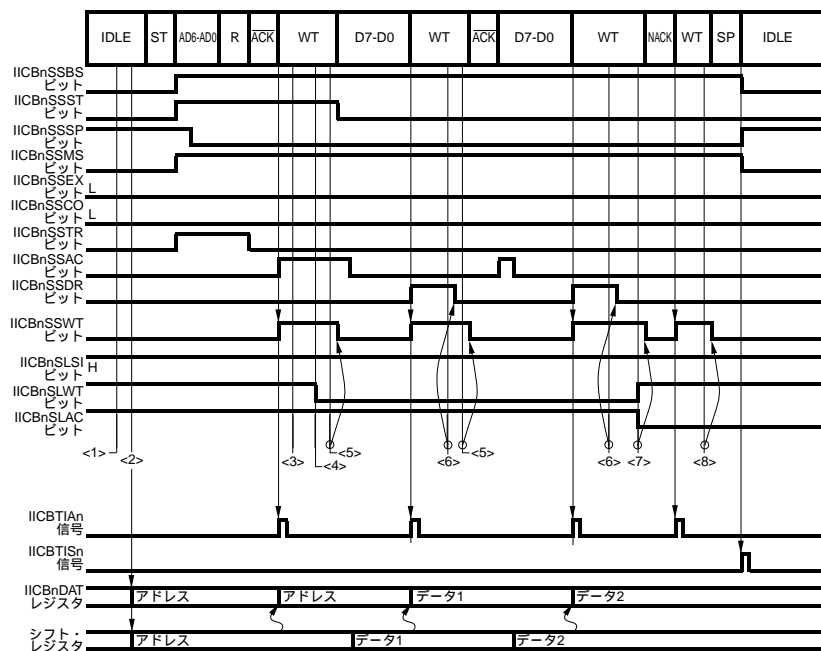 IDLE ST AD6-AD0 R ACK WT D7-D0 WT ACK D7-D0 WT NACK WT SP IDLE
IICBnSSBS
ビット
IICBnSSST
ビット
IICBnSSSP
ビット
IICBnSSMS
ビット
IICBnSSEX
ビット L
IICBnSSCO
ビット L
IICBnSSTR
ビット
IICBnSSAC
ビット
IICBnSSDR
ビット
IICBnSSWT
ビット
IICBnSLSI
ビット H
IICBnSLWT
ビット
IICBnSLAC
ビット
<1> <2> <3> <4> <5> <6> <5> <6> <7> <8>
IICBTIAn
信号
IICBTISn
信号
IICBnDAT
レジスタ
アドレス アドレス データ1 データ2
シフト・
レジスタ
アドレス データ1 データ2